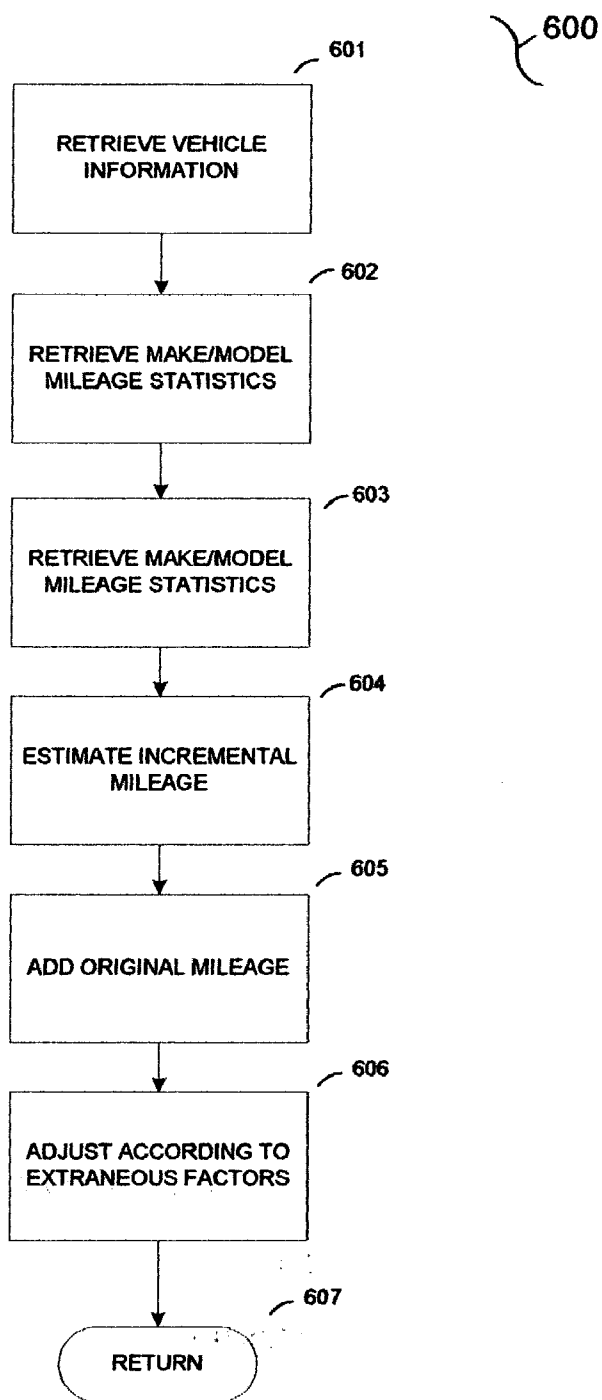 600
601
RETRIEVE VEHICLE
INFORMATION
602
RETRIEVE MAKE/MODEL
MILEAGE STATISTICS
603
RETRIEVE MAKE/MODEL
MILEAGE STATISTICS
604
ESTIMATE INCREMENTAL
MILEAGE
605
ADD ORIGINAL MILEAGE
606
ADJUST ACCORDING TO
EXTRANEOUS FACTORS
607
RETURN